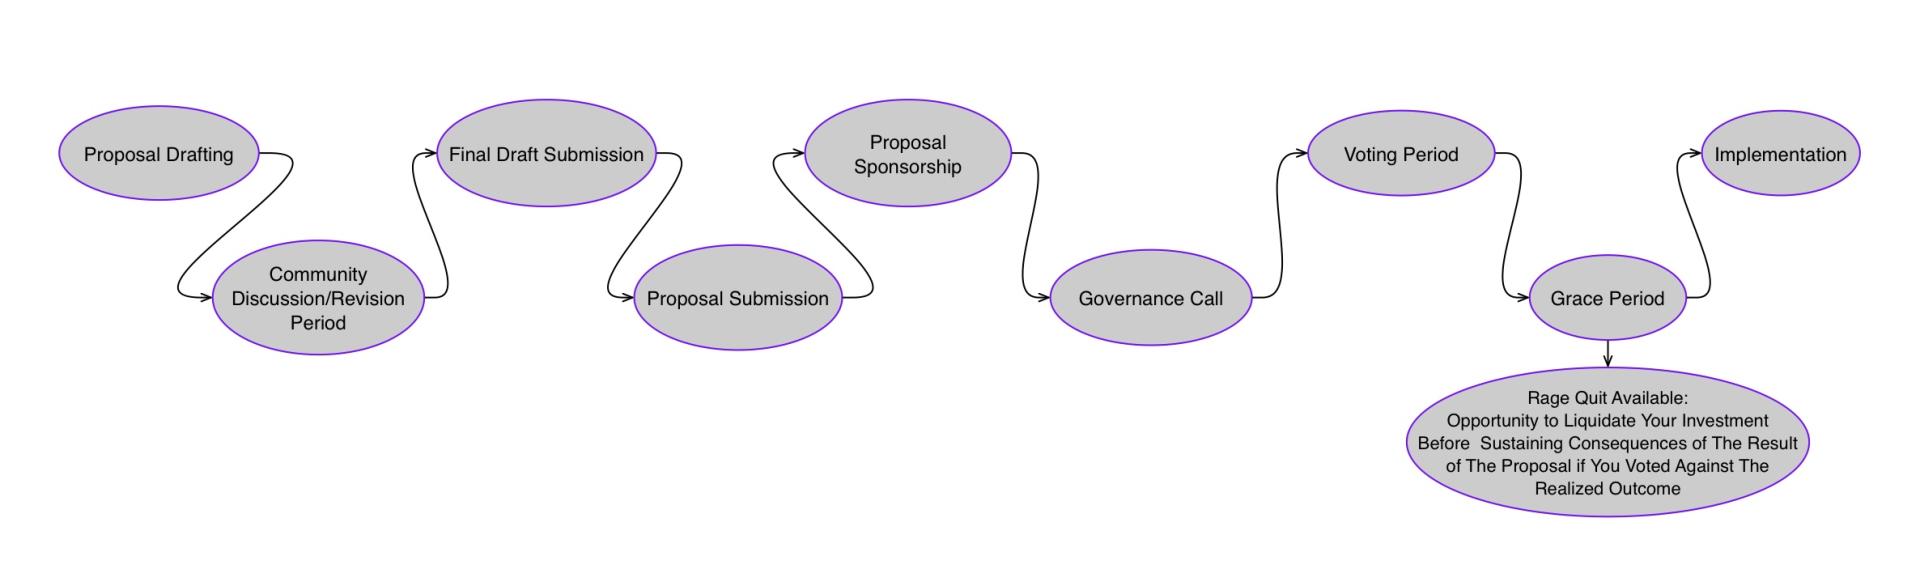 Proposal Drafting
Community
Discussion/Revision
Period
Final Draft Submission
Proposal Submission
Proposal
Sponsorship
Governance Call
Voting Period
Grace Period
Implementation
Rage Quit Available:
Opportunity to Liquidate Your Investment
Before  Sustaining Consequences of The Result
of The Proposal if You Voted Against The
Realized Outcome